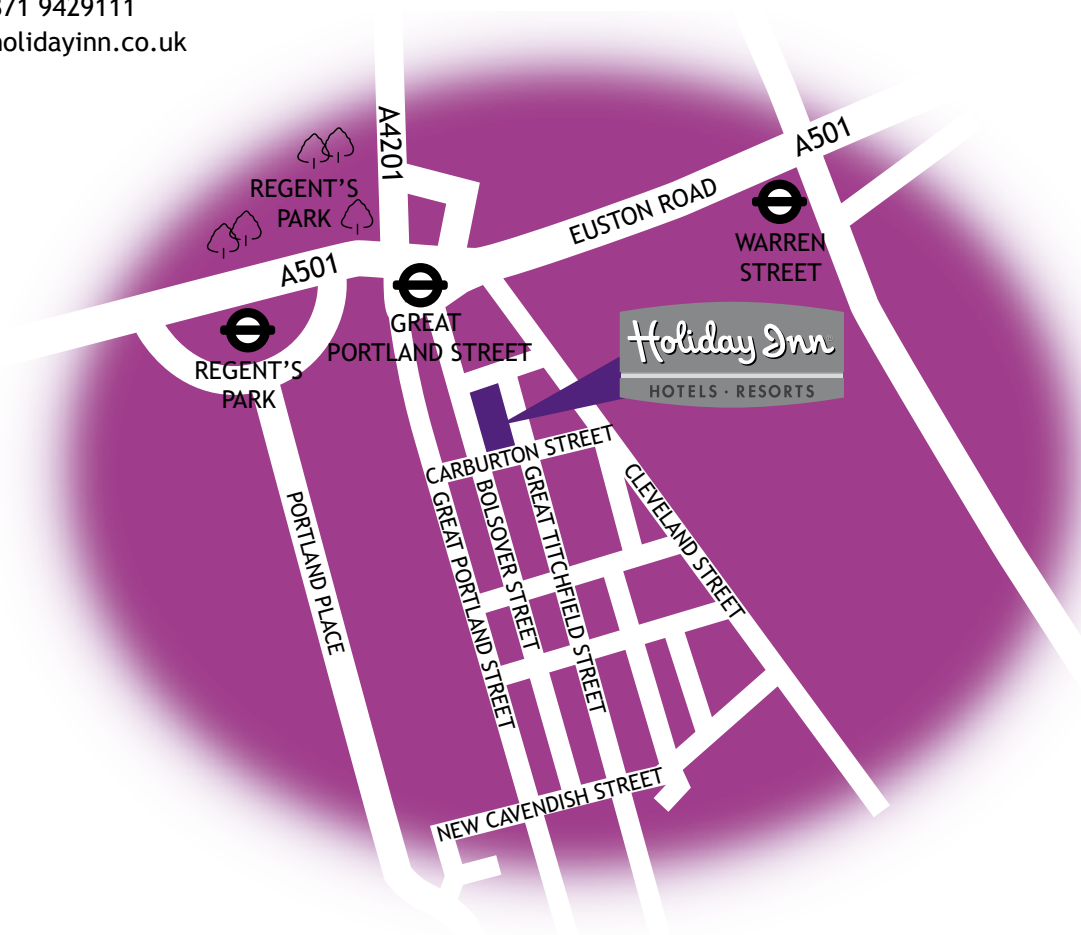 371 9429111
holidayinn.co.uk
A4201
A501
REGENT'S
PARK
EUSTON ROAD
WARREN
STREET
A501
GREAT
PORTLAND STREET
Holiday Inn
HOTELS · RESORTS
REGENT'S
PARK
CARBURTON STREET
CLEVELAND STREET
GREAT TITCHFIELD STREET
BOLSOVER STREET
GREAT PORTLAND STREET
PORTLAND PLACE
NEW CAVENDISH STREET